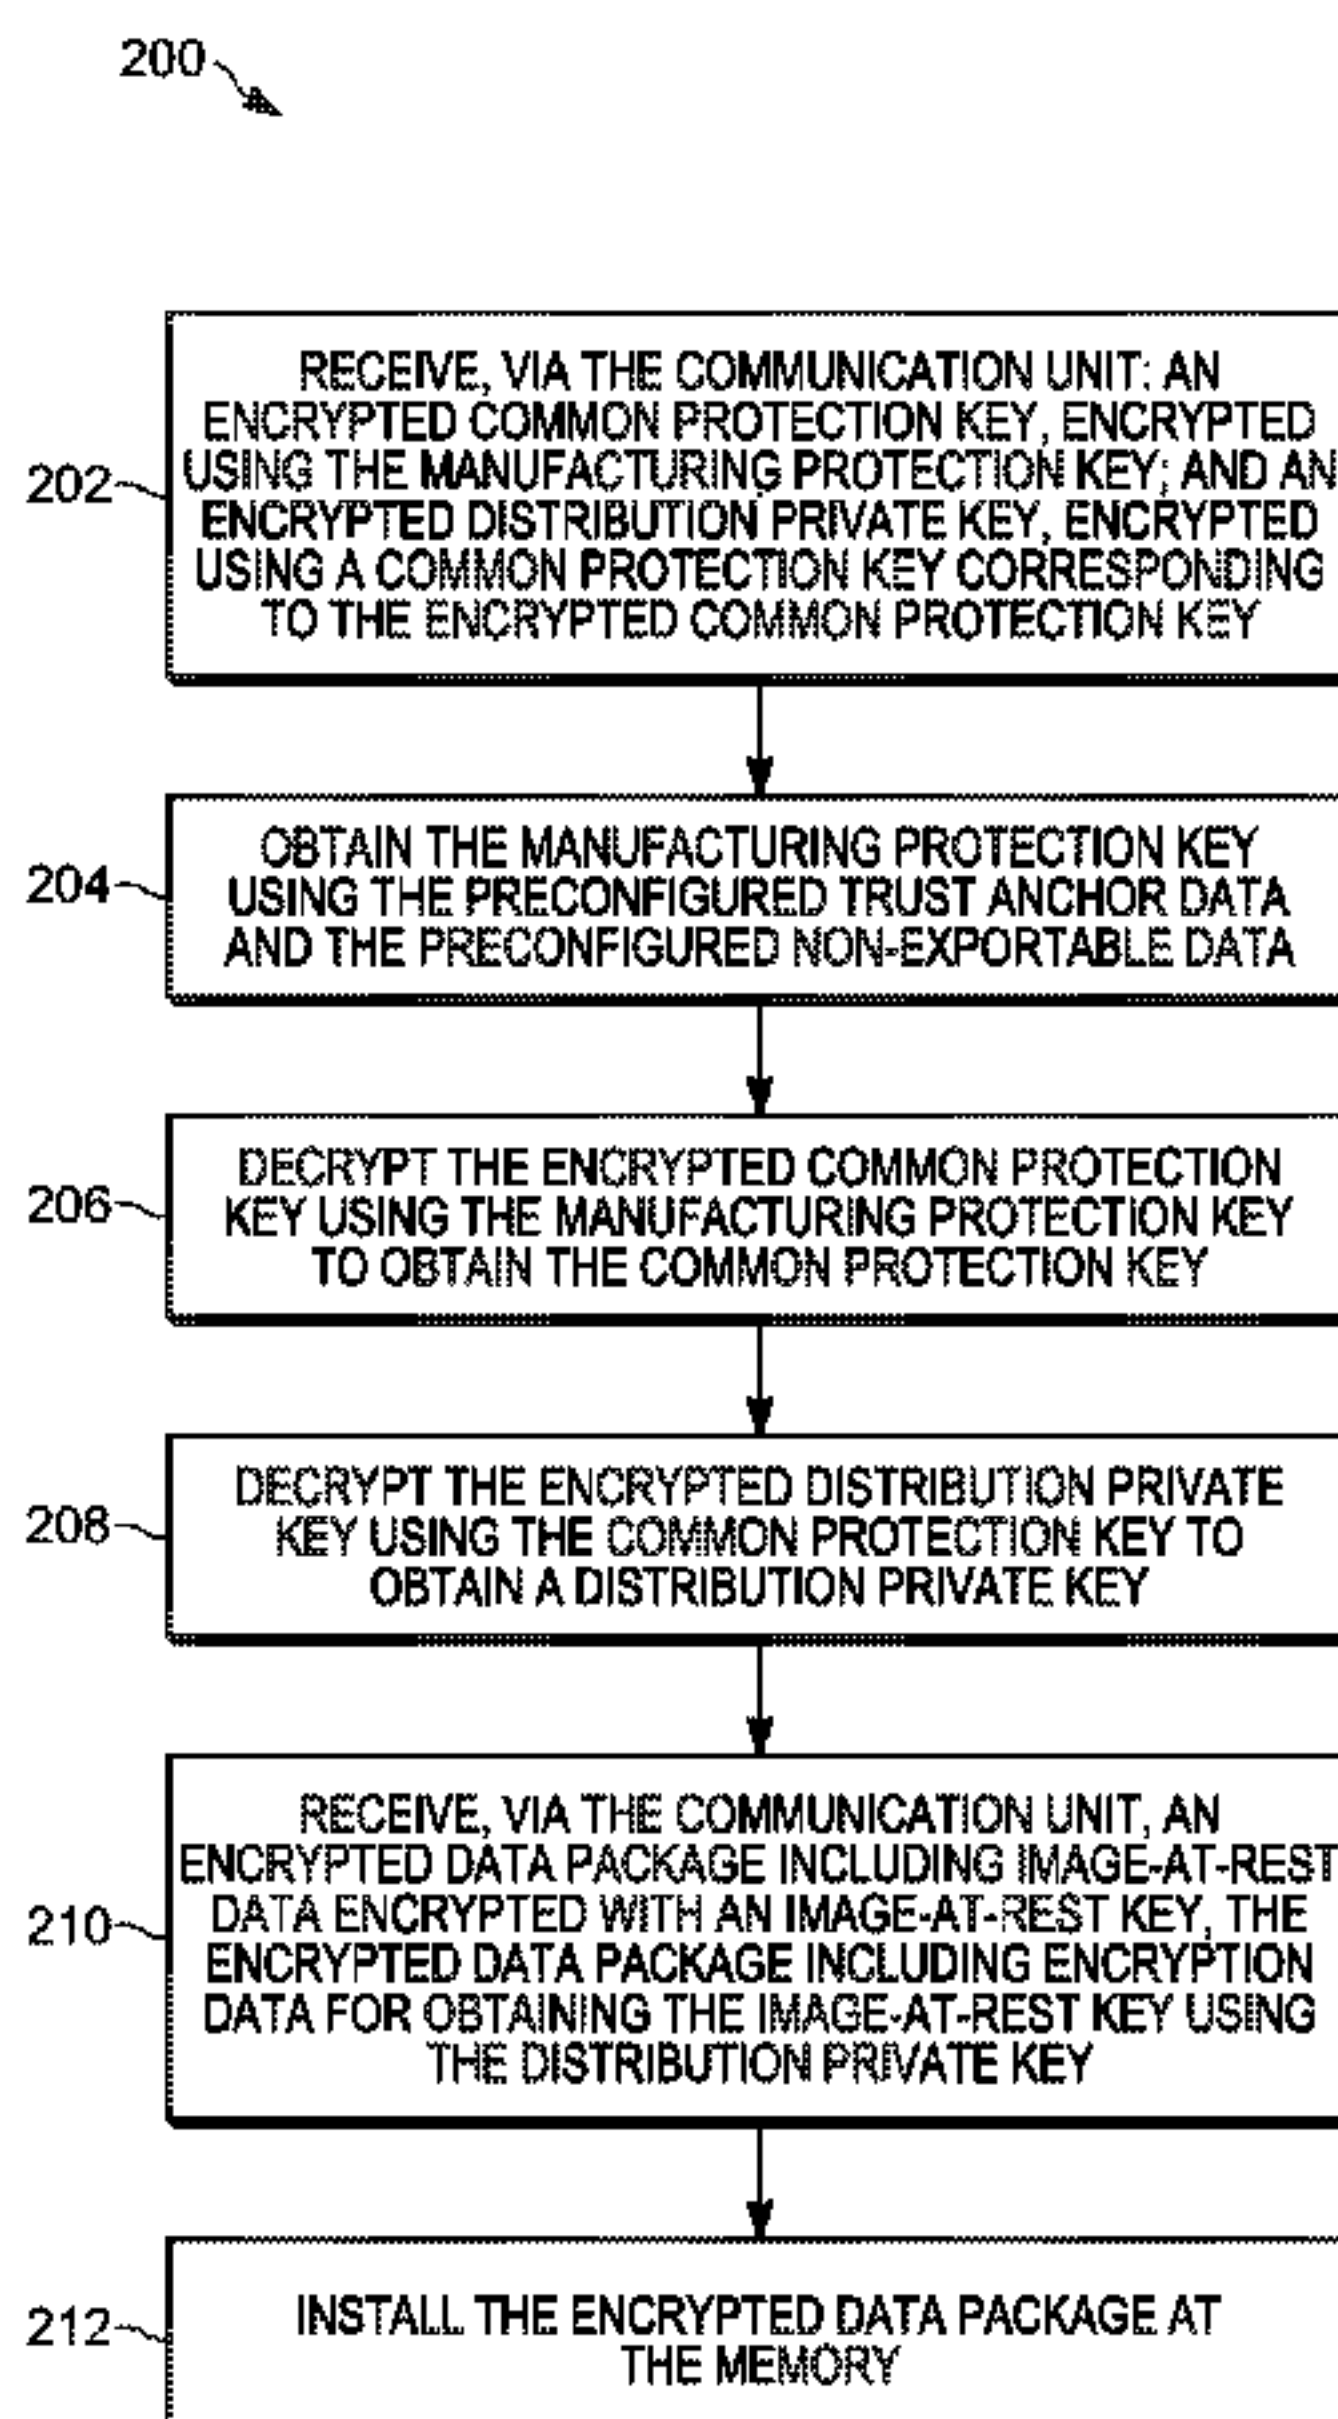 200
RECEIVE, VIA THE COMMUNICATION UNIT: AN
ENCRYPTED COMMON PROTECTION KEY, ENCRYPTED
USING THE MANUFACTURING PROTECTION KEY; AND AN
202
ENCRYPTED DISTRIBUTION PRIVATE KEY, ENCRYPTED
USING A COMMON PROTECTION KEY CORRESPONDING
TO THE ENCRYPTED COMMON PROTECTION KEY
OBTAIN THE MANUFACTURING PROTECTION KEY
204
USING THE PRECONFIGURED TRUST ANCHOR DATA
AND THE PRECONFIGURED NON-EXPORTABLE DATA
DECRYPT THE ENCRYPTED COMMON PROTECTION
206
KEY USING THE MANUFACTURING PROTECTION KEY
TO OBTAIN THE COMMON PROTECTION KEY
DECRYPT THE ENCRYPTED DISTRIBUTION PRIVATE
208
KEY USING THE COMMON PROTECTION KEY TO
OBTAIN A DISTRIBUTION PRIVATE KEY
RECEIVE, VIA THE COMMUNICATION UNIT, AN
ENCRYPTED DATA PACKAGE INCLUDING IMAGE-AT-REST
DATA ENCRYPTED WITH AN IMAGE-AT-REST KEY, THE
210
ENCRYPTED DATA PACKAGE INCLUDING ENCRYPTION
DATA FOR OBTAINING THE IMAGE-AT-REST KEY USING
THE DISTRIBUTION PRIVATE KEY
212
INSTALL THE ENCRYPTED DATA PACKAGE AT
THE MEMORY